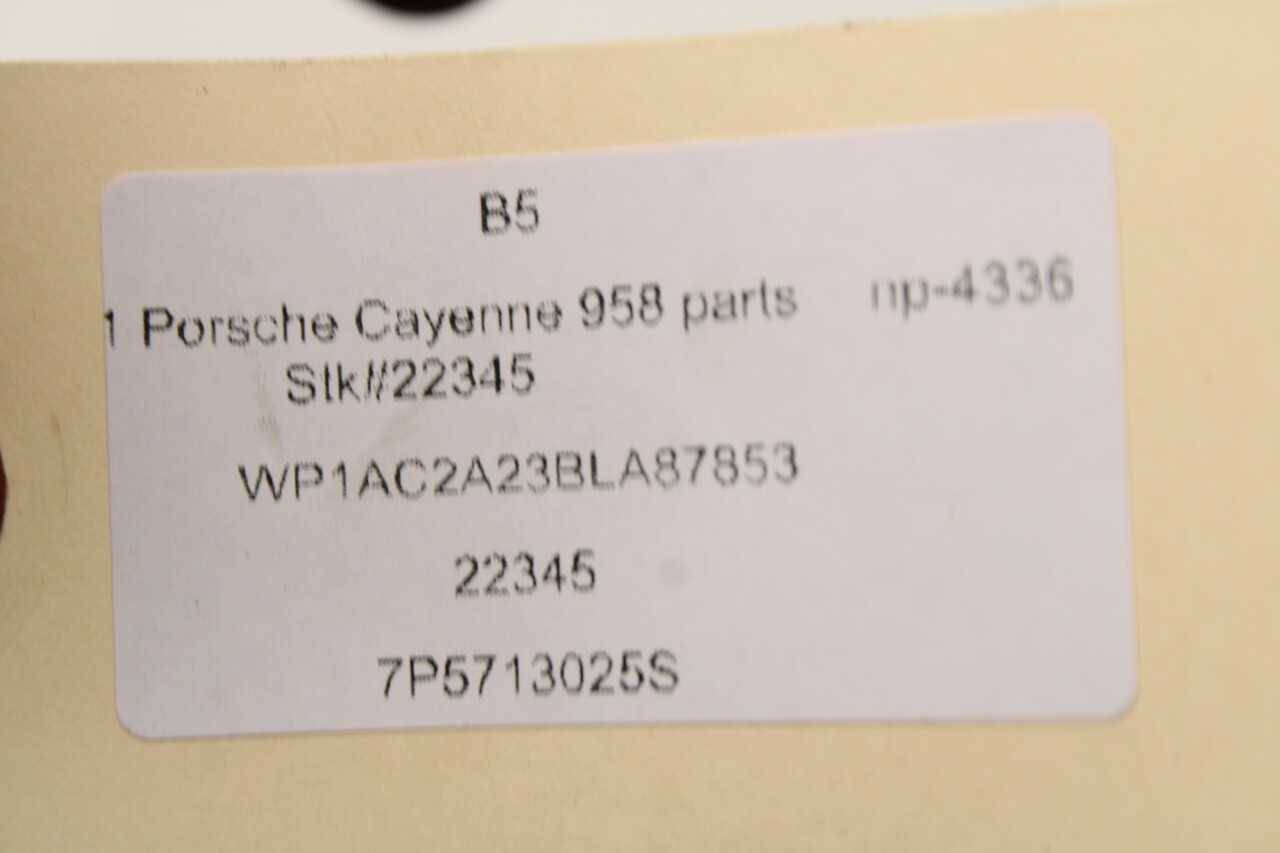 B5
1 Porsche Cayenne 958 parts np-4336
Stk#22345
WP1AC2A23BLA87853
22345
7P5713025S